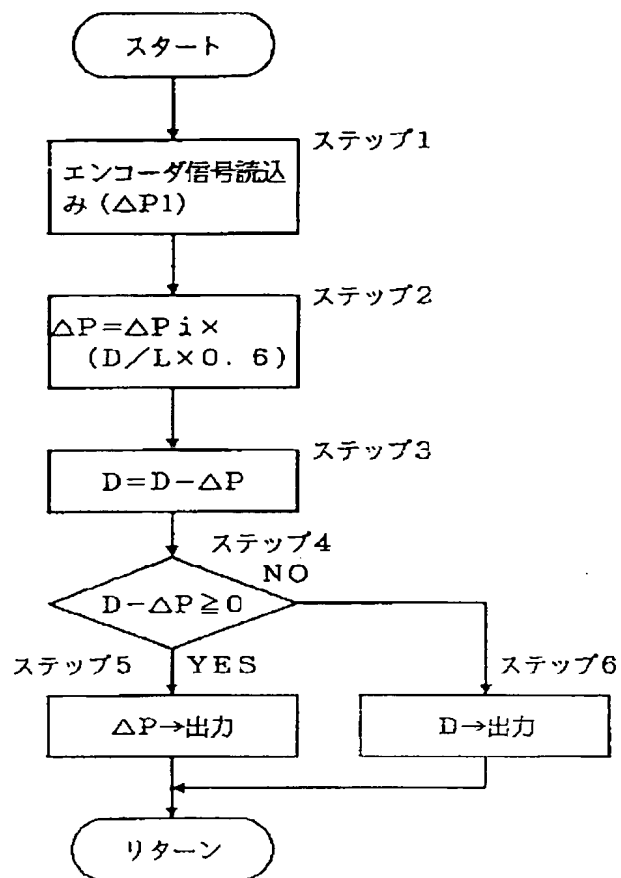 スタート
ステップ1
エンコーダ信号読込
み(△P1)
ステップ2
△P=△Pi×
(D/L×0.6)
ステップ3
D=D-△P
ステップ4
NO
D-△P≧0
ステップ5
YES
ステップ6
△P→出力
D→出力
リターン